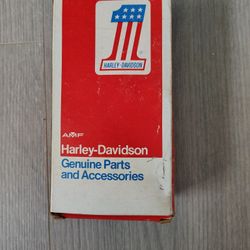 HARLEY-DAVIDSON
AMF
Harley-Davidson
Genuine Parts
and Accessories